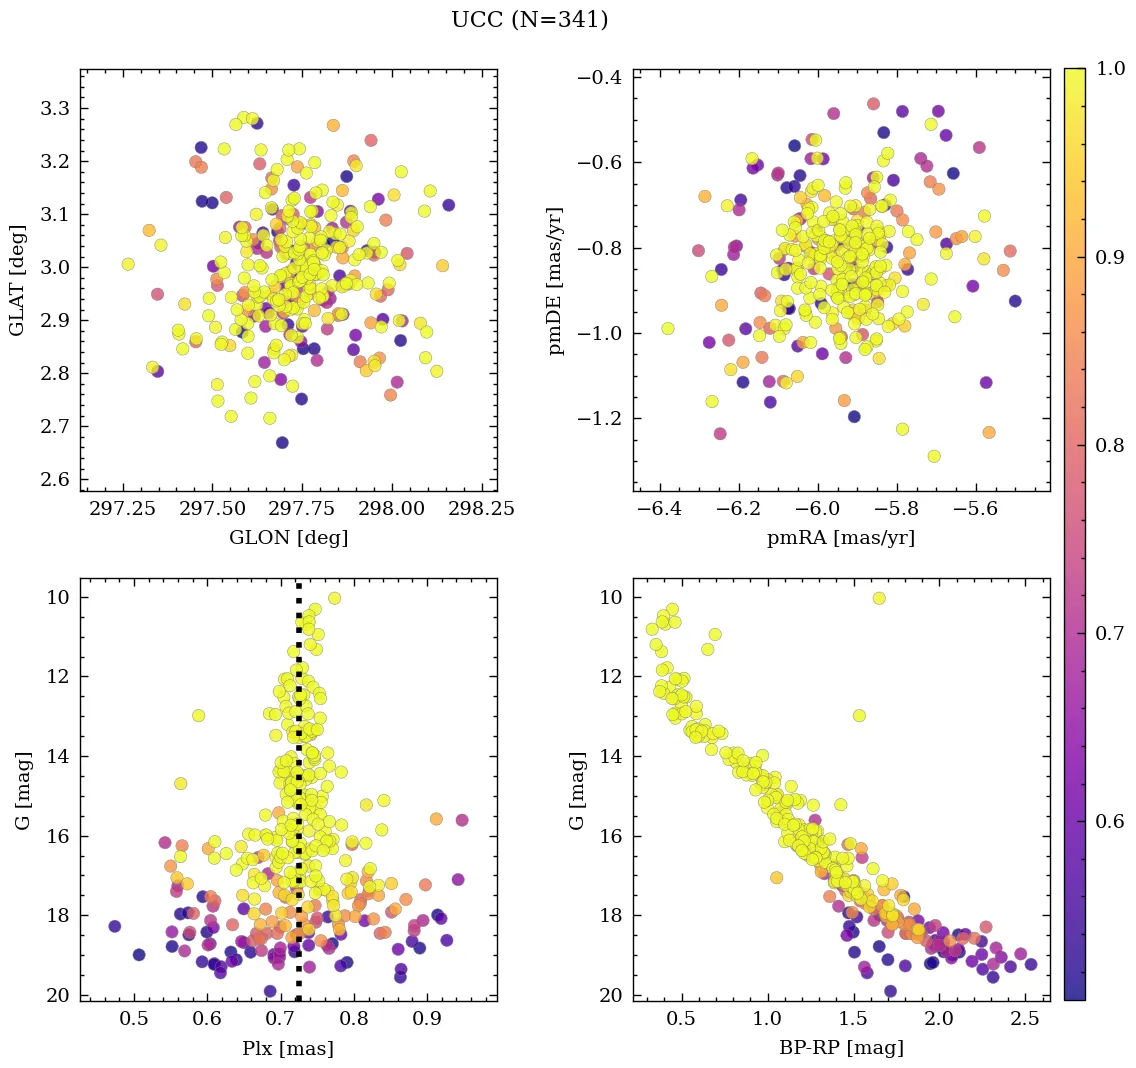 UCC (N=341)
3.3
3.2
3.1
3.0
2.9
2.8
2.7
2.6
GLAT [deg]
297.25 297.50 297.75 298.00 298.25
GLON [deg]
−0.4
−0.6
−0.8
−1.0
−1.2
pmDE [mas/yr]
−6.4 −6.2 −6.0 −5.8 −5.6
pmRA [mas/yr]
10
12
14
16
18
20
G [mag]
0.5 0.6 0.7 0.8 0.9
Plx [mas]
10
12
14
16
18
20
G [mag]
0.5 1.0 1.5 2.0 2.5
BP-RP [mag]
1.0
0.9
0.8
0.7
0.6